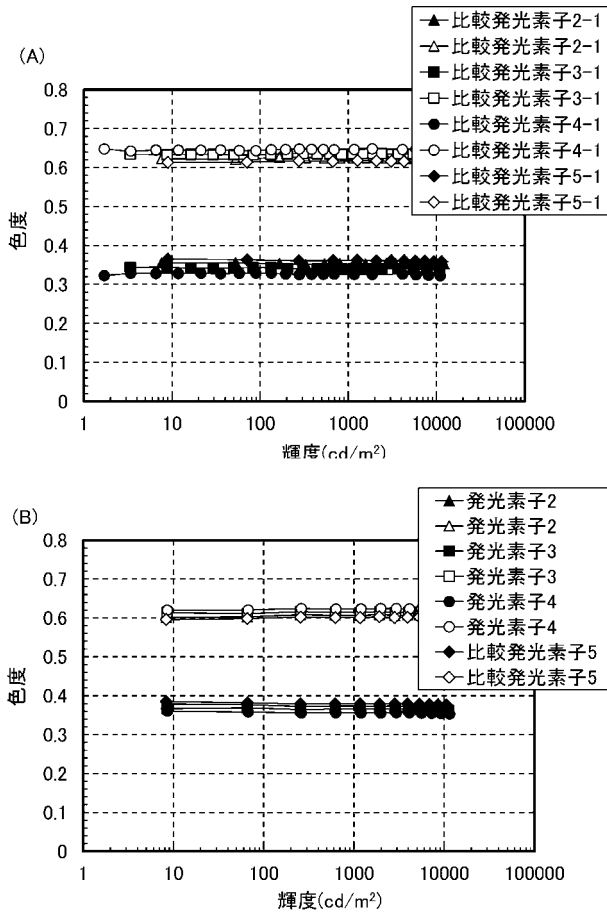 (A)
比較発光素子2-1
比較発光素子2-1
比較発光素子3-1
比較発光素子3-1
比較発光素子4-1
比較発光素子4-1
比較発光素子5-1
比較発光素子5-1
0.8
0.7
0.6
0.5
0.4
0.3
0.2
0.1
0
色度
1
10
100
1000
10000
100000
輝度(cd/m²)
(B)
発光素子2
発光素子2
発光素子3
発光素子3
発光素子4
発光素子4
比較発光素子5
比較発光素子5
0.8
0.7
0.6
0.5
0.4
0.3
0.2
0.1
0
色度
1
10
100
1000
10000
100000
輝度(cd/m²)